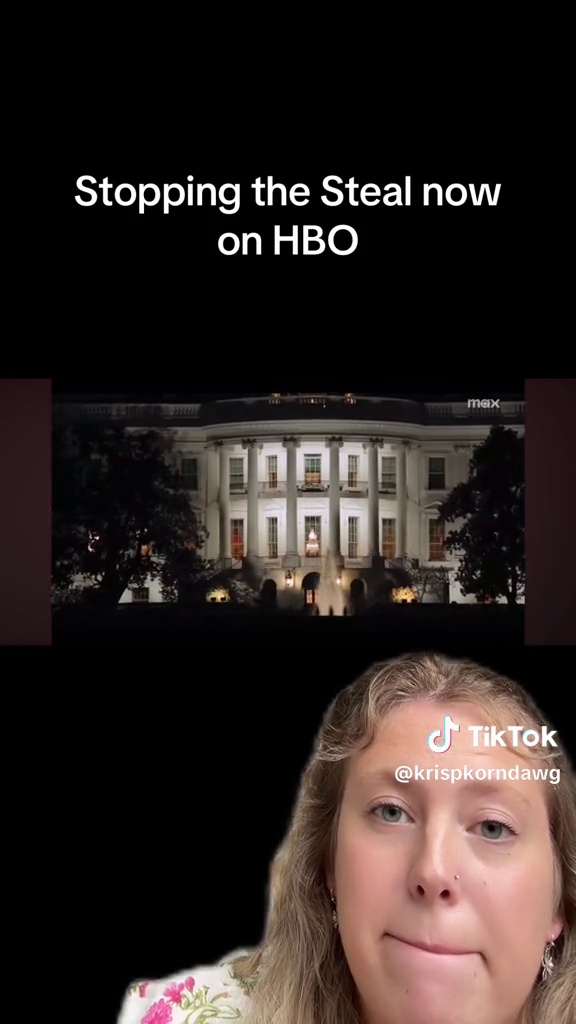 Stopping the Steal now
on HBO
max
TikTok
@krispkorndawg